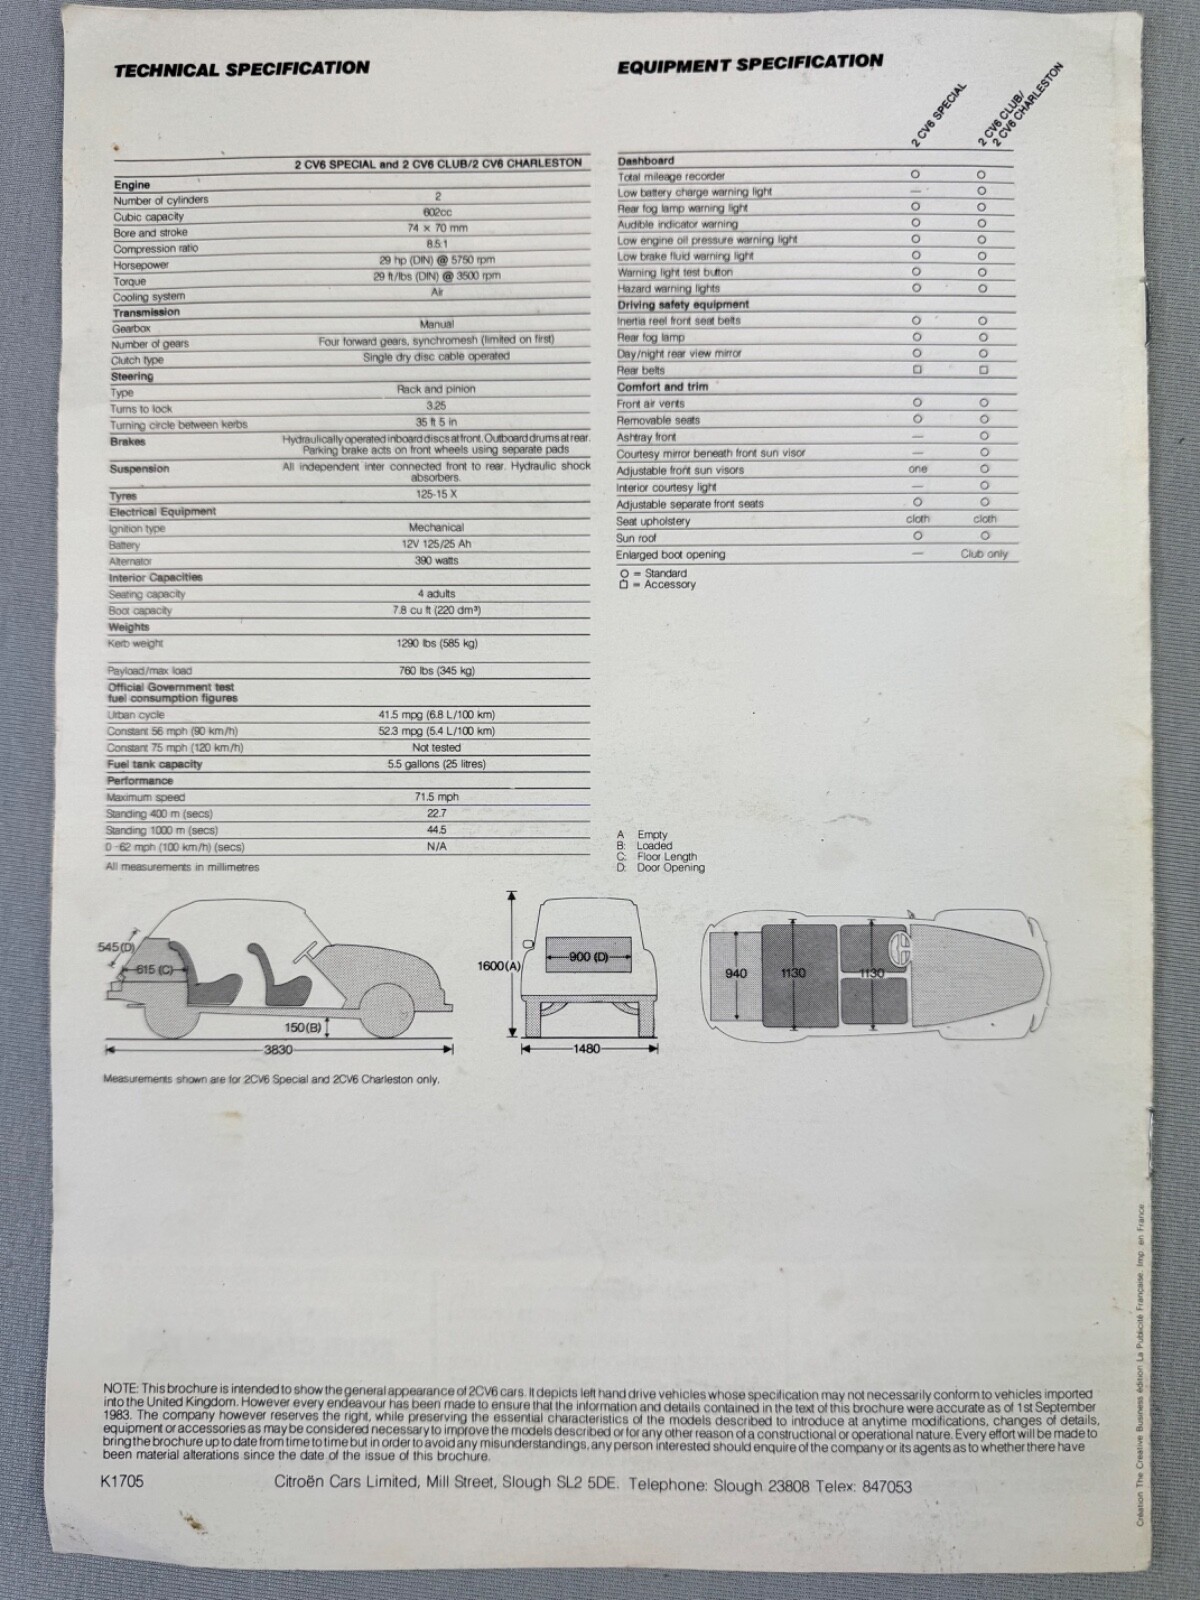 TECHNICAL SPECIFICATION
2 CV6 SPECIAL and 2 CV6 CLUB/2 CV6 CHARLESTON
Engine
Number of cylinders 2
Cubic capacity 602cc
Bore and stroke 74 × 70 mm
Compression ratio 8.5:1
Horsepower 29 hp (DIN) @ 5750 rpm
Torque 29 ft/lbs (DIN) @ 3500 rpm
Cooling system Air
Transmission
Gearbox Manual
Number of gears Four forward gears, synchromesh (limited on first)
Clutch type Single dry disc cable operated
Steering
Type Rack and pinion
Turns to lock 3.25
Turning circle between kerbs 35 ft 5 in
Brakes Hydraulically operated inboard discs at front. Outboard drums at rear.
Parking brake acts on front wheels using separate pads
Suspension All independent inter connected front to rear. Hydraulic shock
absorbers.
Tyres 125-15 X
Electrical Equipment
Ignition type Mechanical
Battery 12V 125/25 Ah
Alternator 390 watts
Interior Capacities
Seating capacity 4 adults
Boot capacity 7.8 cu ft (220 dm³)
Weights
Kerb weight 1290 lbs (585 kg)
Payload/max load 760 lbs (345 kg)
Official Government test
fuel consumption figures
Urban cycle 41.5 mpg (6.8 L/100 km)
Constant 56 mph (90 km/h) 52.3 mpg (5.4 L/100 km)
Constant 75 mph (120 km/h) Not tested
Fuel tank capacity 5.5 gallons (25 litres)
Performance
Maximum speed 71.5 mph
Standing 400 m (secs) 22.7
Standing 1000 m (secs) 44.5
0-62 mph (100 km/h) (secs) N/A
All measurements in millimetres
EQUIPMENT SPECIFICATION
2 CV6 SPECIAL
2 CV6 CLUB/
2 CV6 CHARLESTON
Dashboard
Total mileage recorder O O
Low battery charge warning light — O
Rear fog lamp warning light O O
Audible indicator warning O O
Low engine oil pressure warning light O O
Low brake fluid warning light O O
Warning light test button O O
Hazard warning lights O O
Driving safety equipment
Inertia reel front seat belts O O
Rear fog lamp O O
Day/night rear view mirror O O
Rear belts □ □
Comfort and trim
Front air vents O O
Removable seats O O
Ashtray front — O
Courtesy mirror beneath front sun visor — O
Adjustable front sun visors one O
Interior courtesy light — O
Adjustable separate front seats O O
Seat upholstery cloth cloth
Sun roof O O
Enlarged boot opening — Club only
O = Standard
□ = Accessory
A Empty
B: Loaded
C: Floor Length
D: Door Opening
545(D)
615 (C)
150(B)
3830
1600(A)
900 (D)
1480
940
1130
1130
Measurements shown are for 2CV6 Special and 2CV6 Charleston only.
NOTE: This brochure is intended to show the general appearance of 2CV6 cars. It depicts left hand drive vehicles whose specification may not necessarily conform to vehicles imported
into the United Kingdom. However every endeavour has been made to ensure that the information and details contained in the text of this brochure were accurate as of 1st September
1983. The company however reserves the right, while preserving the essential characteristics of the models described to introduce at anytime modifications, changes of details,
equipment or accessories as may be considered necessary to improve the models described or for any other reason of a constructional or operational nature. Every effort will be made to
bring the brochure up to date from time to time but in order to avoid any misunderstandings, any person interested should enquire of the company or its agents as to whether there have
been material alterations since the date of the issue of this brochure.
K1705 Citroën Cars Limited, Mill Street, Slough SL2 5DE. Telephone: Slough 23808 Telex: 847053
Création The Creative Business édition La Publicité Française. Imp. en France